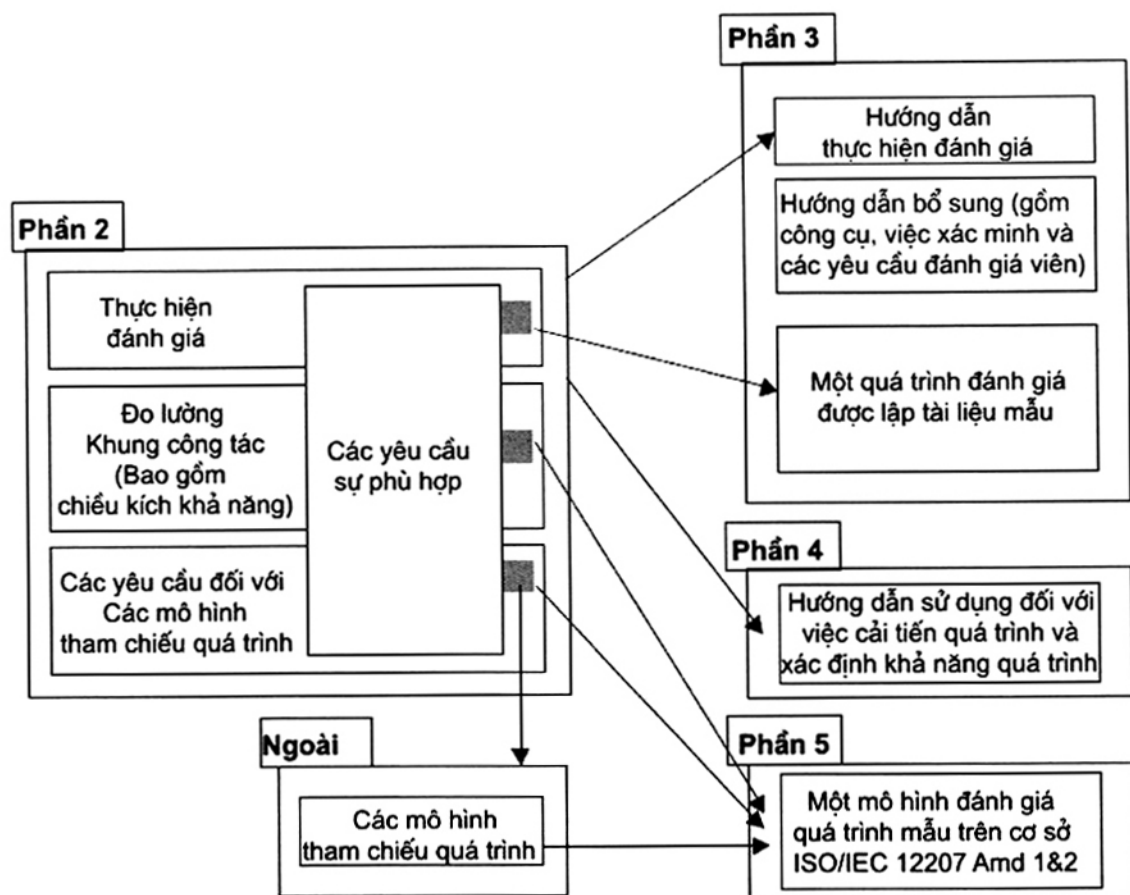 Phần 2
Thực hiện
đánh giá
Đo lường
Khung công tác
(Bao gồm
chiều kích khả năng)
Các yêu cầu đối với
Các mô hình
tham chiếu quá trình
Các yêu cầu
sự phù hợp
Ngoài
Các mô hình
tham chiếu quá trình
Phần 3
Hướng dẫn
thực hiện đánh giá
Hướng dẫn bổ sung (gồm
công cụ, việc xác minh và
các yêu cầu đánh giá viên)
Một quá trình đánh giá
được lập tài liệu mẫu
Phần 4
Hướng dẫn sử dụng đối với
việc cải tiến quá trình và
xác định khả năng quá trình
Phần 5
Một mô hình đánh giá
quá trình mẫu trên cơ sở
ISO/IEC 12207 Amd 1&2